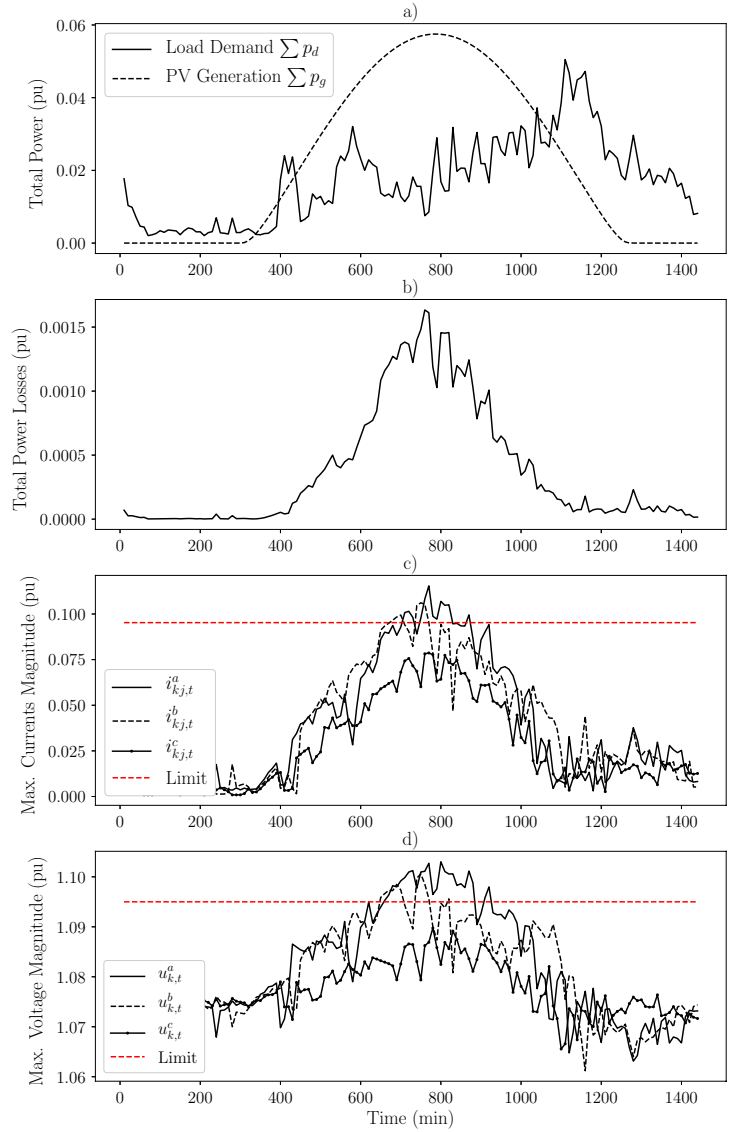 a)
Total Power (pu)
0.06
0.04
0.02
0.00
Load Demand ∑ p_d
PV Generation ∑ p_g
0 200 400 600 800 1000 1200 1400
b)
Total Power Losses (pu)
0.0015
0.0010
0.0005
0.0000
0 200 400 600 800 1000 1200 1400
c)
Max. Currents Magnitude (pu)
0.100
0.075
0.050
0.025
0.000
i^a_{kj,t}
i^b_{kj,t}
i^c_{kj,t}
Limit
0 200 400 600 800 1000 1200 1400
d)
Max. Voltage Magnitude (pu)
1.10
1.09
1.08
1.07
1.06
u^a_{k,t}
u^b_{k,t}
u^c_{k,t}
Limit
0 200 400 600 800 1000 1200 1400
Time (min)